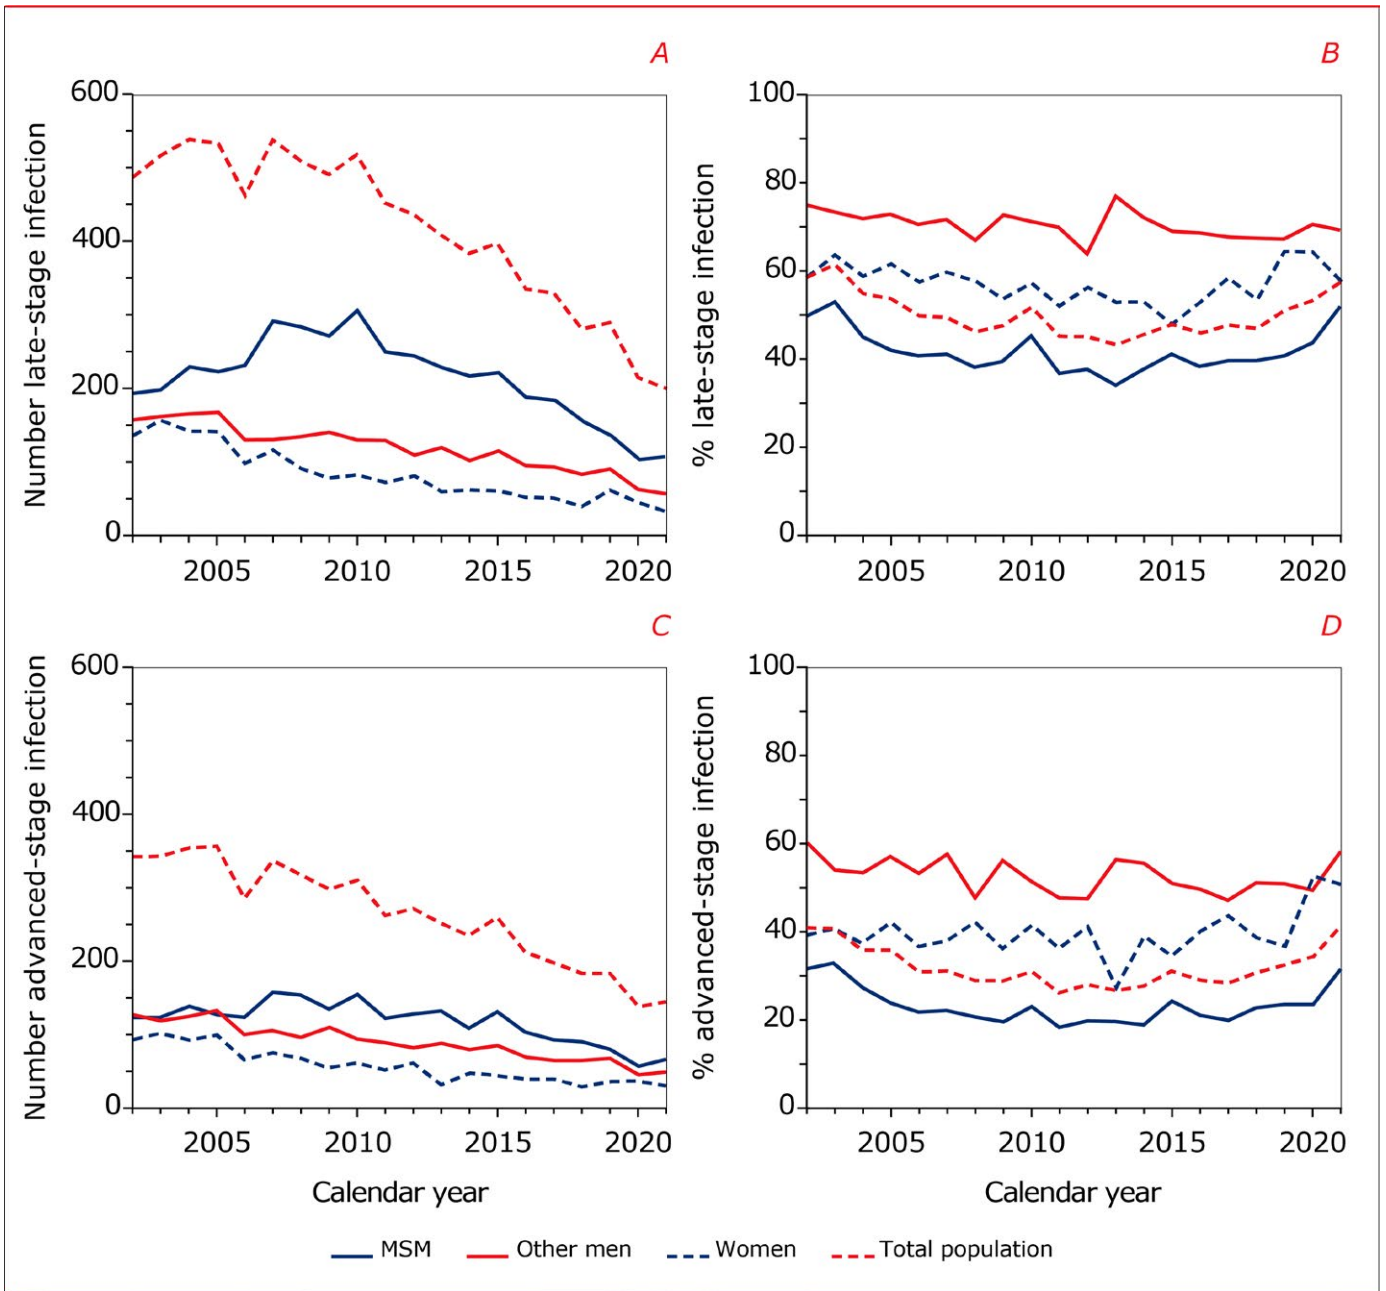 A
Number late-stage infection
600
400
200
0
2005 2010 2015 2020
B
% late-stage infection
100
80
60
40
20
0
2005 2010 2015 2020
C
Number advanced-stage infection
600
400
200
0
2005 2010 2015 2020
Calendar year
D
% advanced-stage infection
100
80
60
40
20
0
2005 2010 2015 2020
Calendar year
MSM Other men Women Total population